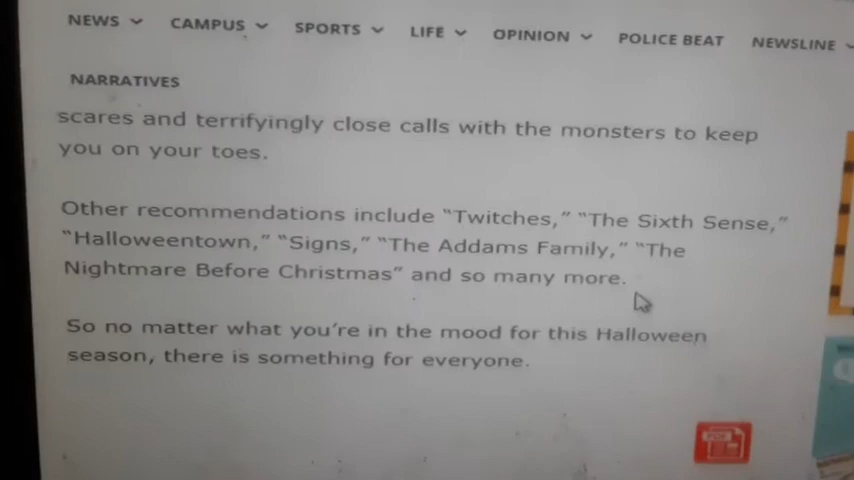 NEWS CAMPUS SPORTS LIFE OPINION POLICE BEAT NEWSLINE
NARRATIVES
scares and terrifyingly close calls with the monsters to keep
you on your toes.
Other recommendations include “Twitches,” “The Sixth Sense,”
“Halloweentown,” “Signs,” “The Addams Family,” “The
Nightmare Before Christmas” and so many more.
So no matter what you’re in the mood for this Halloween
season, there is something for everyone.
PDF